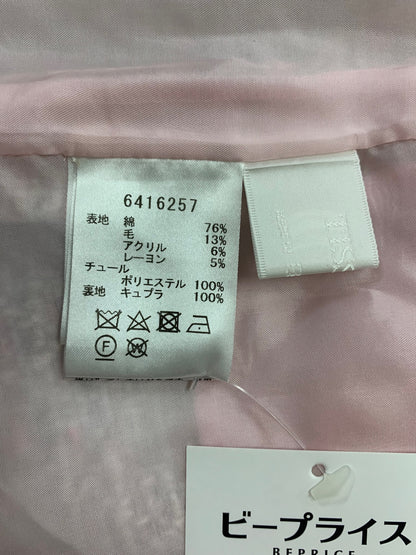 6416257
表地 綿 76%
毛 13%
アクリル 6%
レーヨン 5%
チュール
ポリエステル 100%
裏地 キュプラ 100%
F W
ビープライス
BEPRICE